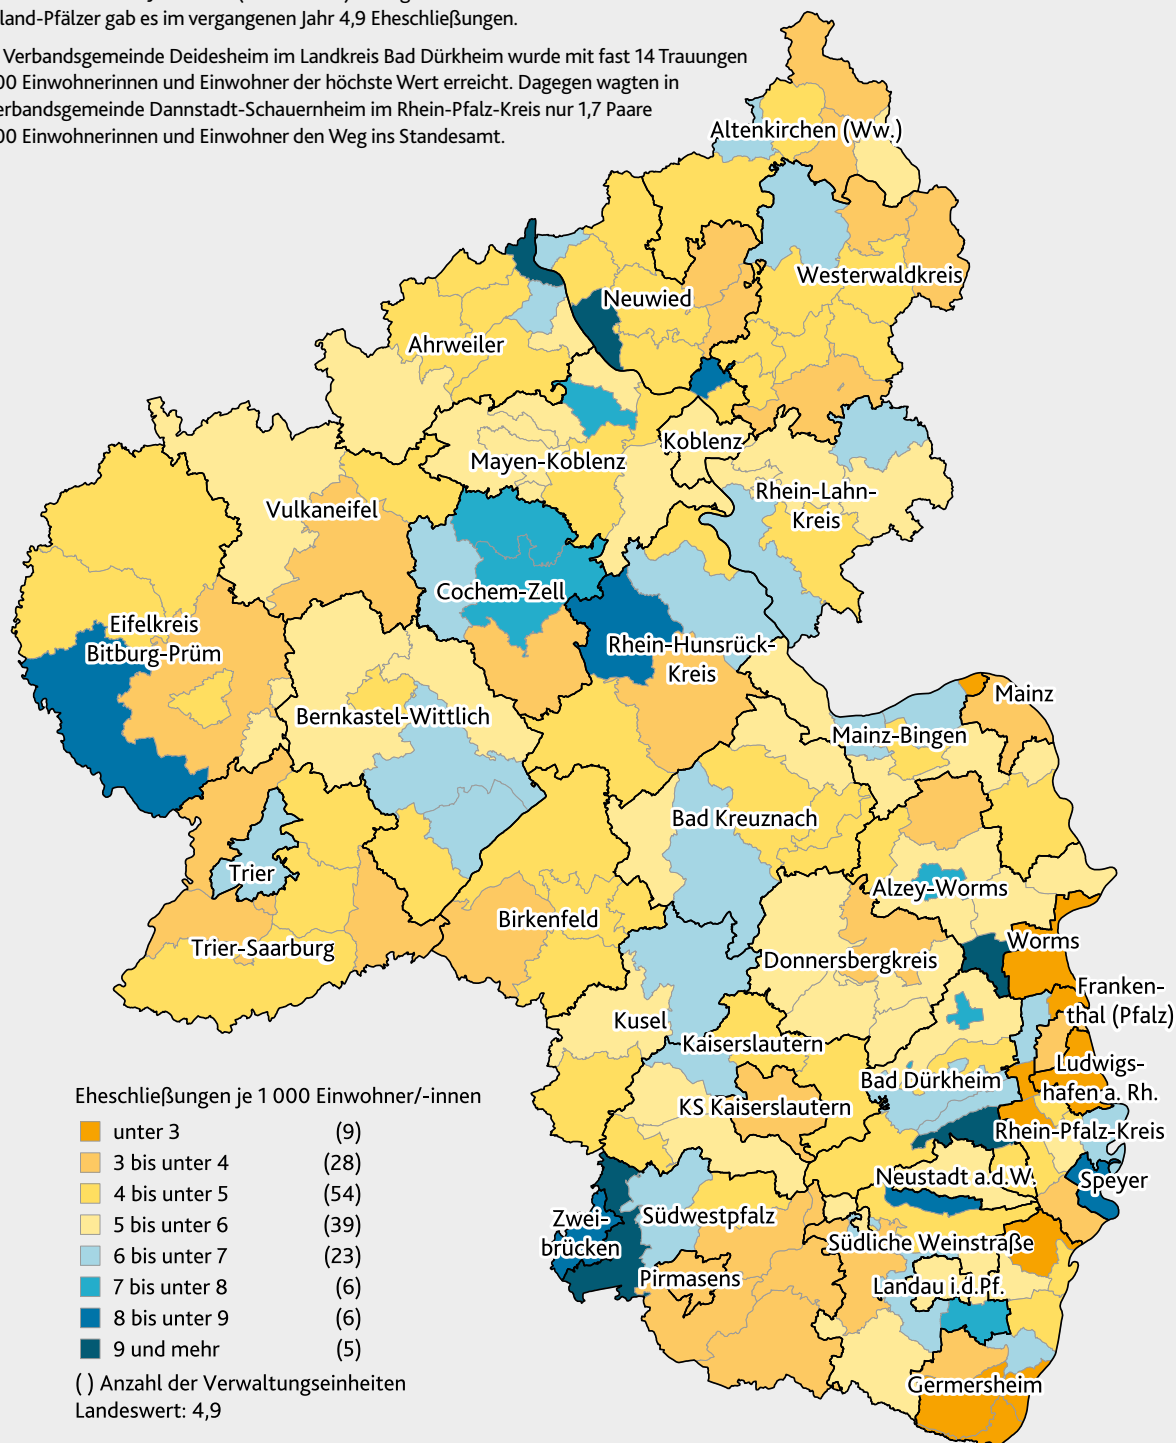 land-Pfälzer gab es im vergangenen Jahr 4,9 Eheschließungen.
Verbandsgemeinde Deidesheim im Landkreis Bad Dürkheim wurde mit fast 14 Trauungen
00 Einwohnerinnen und Einwohner der höchste Wert erreicht. Dagegen wagten in
erbandsgemeinde Dannstadt-Schauernheim im Rhein-Pfalz-Kreis nur 1,7 Paare
00 Einwohnerinnen und Einwohner den Weg ins Standesamt.
Altenkirchen (Ww.)
Westerwaldkreis
Neuwied
Ahrweiler
Koblenz
Mayen-Koblenz
Rhein-Lahn-
Kreis
Vulkaneifel
Cochem-Zell
Eifelkreis
Bitburg-Prüm
Rhein-Hunsrück-
Kreis
Mainz
Bernkastel-Wittlich
Mainz-Bingen
Bad Kreuznach
Trier
Alzey-Worms
Birkenfeld
Trier-Saarburg
Worms
Donnersbergkreis
Franken-
thal (Pfalz)
Kusel
Kaiserslautern
Ludwigs-
hafen a. Rh.
Bad Dürkheim
KS Kaiserslautern
Rhein-Pfalz-Kreis
Neustadt a.d.W.
Speyer
Zwei-
brücken
Südwestpfalz
Südliche Weinstraße
Pirmasens
Landau i.d.Pf.
Germersheim
Eheschließungen je 1 000 Einwohner/-innen
unter 3 (9)
3 bis unter 4 (28)
4 bis unter 5 (54)
5 bis unter 6 (39)
6 bis unter 7 (23)
7 bis unter 8 (6)
8 bis unter 9 (6)
9 und mehr (5)
( ) Anzahl der Verwaltungseinheiten
Landeswert: 4,9